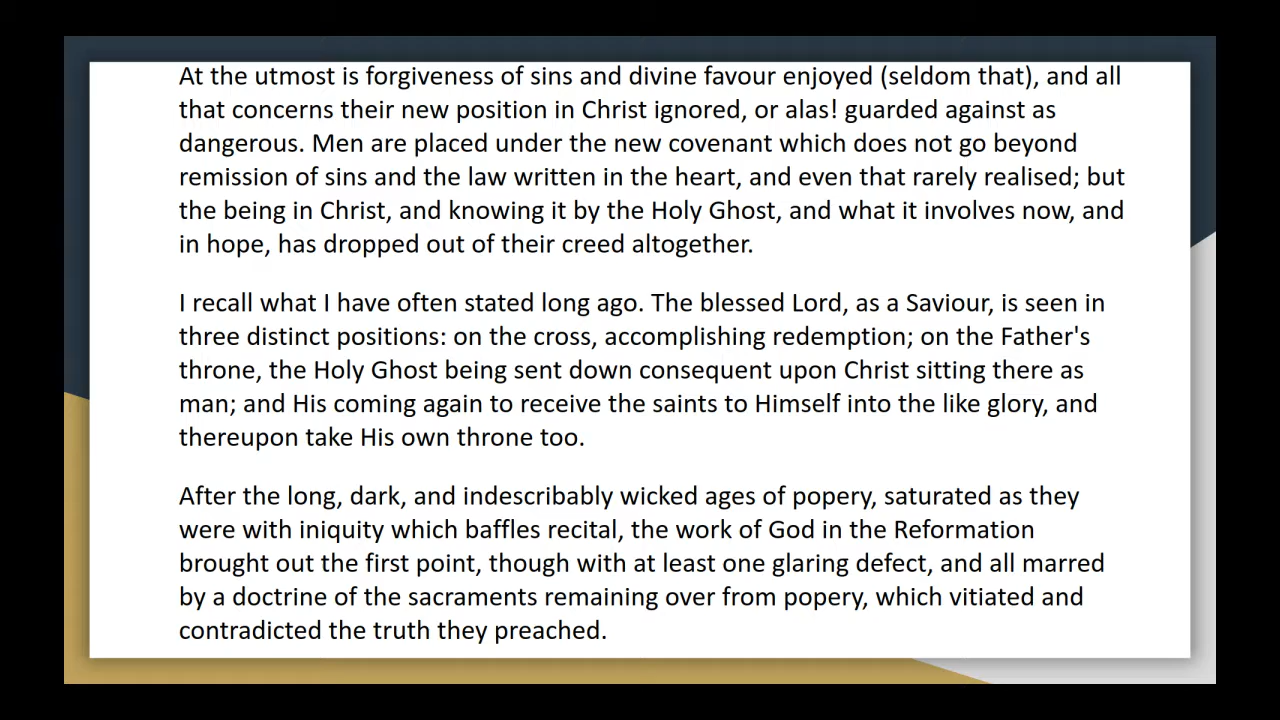 At the utmost is forgiveness of sins and divine favour enjoyed (seldom that), and all
that concerns their new position in Christ ignored, or alas! guarded against as
dangerous. Men are placed under the new covenant which does not go beyond
remission of sins and the law written in the heart, and even that rarely realised; but
the being in Christ, and knowing it by the Holy Ghost, and what it involves now, and
in hope, has dropped out of their creed altogether.
I recall what I have often stated long ago. The blessed Lord, as a Saviour, is seen in
three distinct positions: on the cross, accomplishing redemption; on the Father's
throne, the Holy Ghost being sent down consequent upon Christ sitting there as
man; and His coming again to receive the saints to Himself into the like glory, and
thereupon take His own throne too.
After the long, dark, and indescribably wicked ages of popery, saturated as they
were with iniquity which baffles recital, the work of God in the Reformation
brought out the first point, though with at least one glaring defect, and all marred
by a doctrine of the sacraments remaining over from popery, which vitiated and
contradicted the truth they preached.